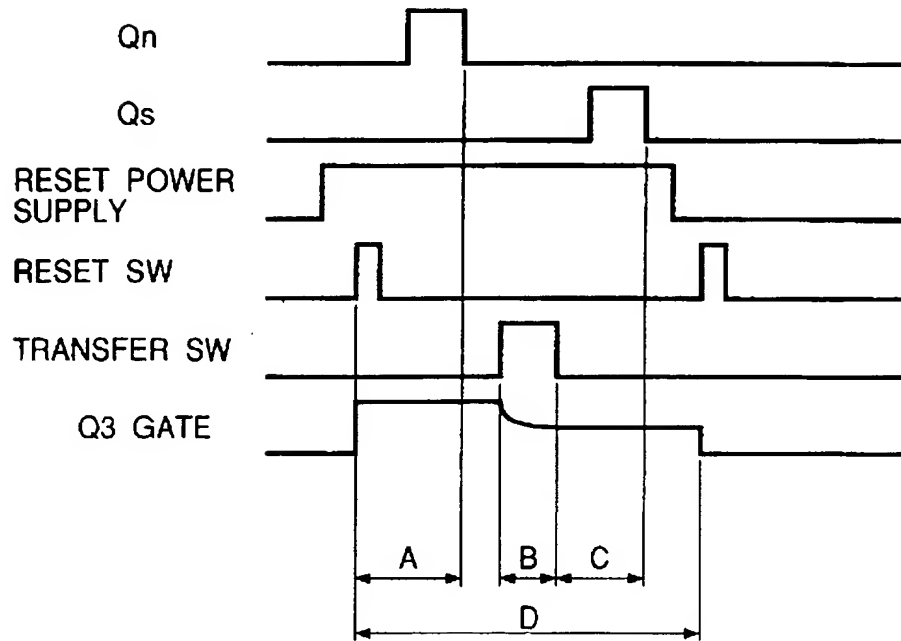 Qn
Qs
RESET POWER
SUPPLY
RESET SW
TRANSFER SW
Q3 GATE
A
B
C
D